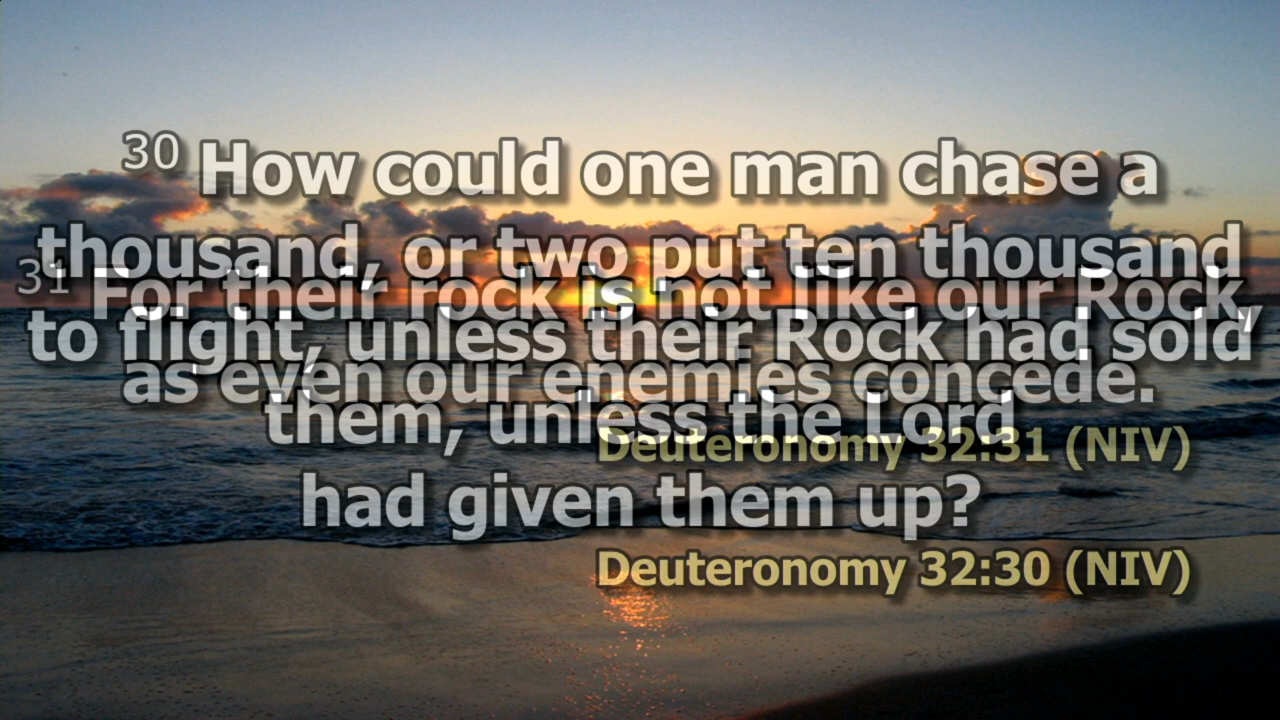 30 How could one man chase a
thousand, or two put ten thousand
to flight, unless their Rock had sold
them, unless the Lord
had given them up?
Deuteronomy 32:30 (NIV)
31 For their rock is not like our Rock,
as even our enemies concede.
Deuteronomy 32:31 (NIV)